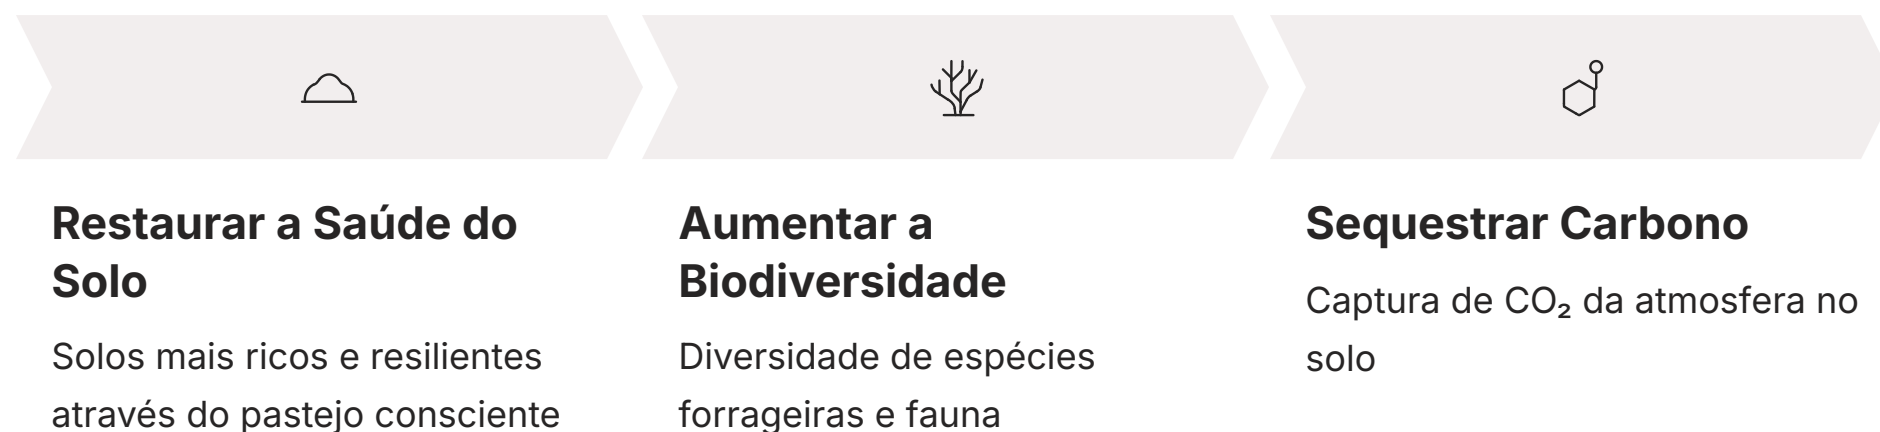 Restaurar a Saúde do
Solo
Solos mais ricos e resilientes
através do pastejo consciente
Aumentar a
Biodiversidade
Diversidade de espécies
forrageiras e fauna
Sequestrar Carbono
Captura de CO₂ da atmosfera no
solo